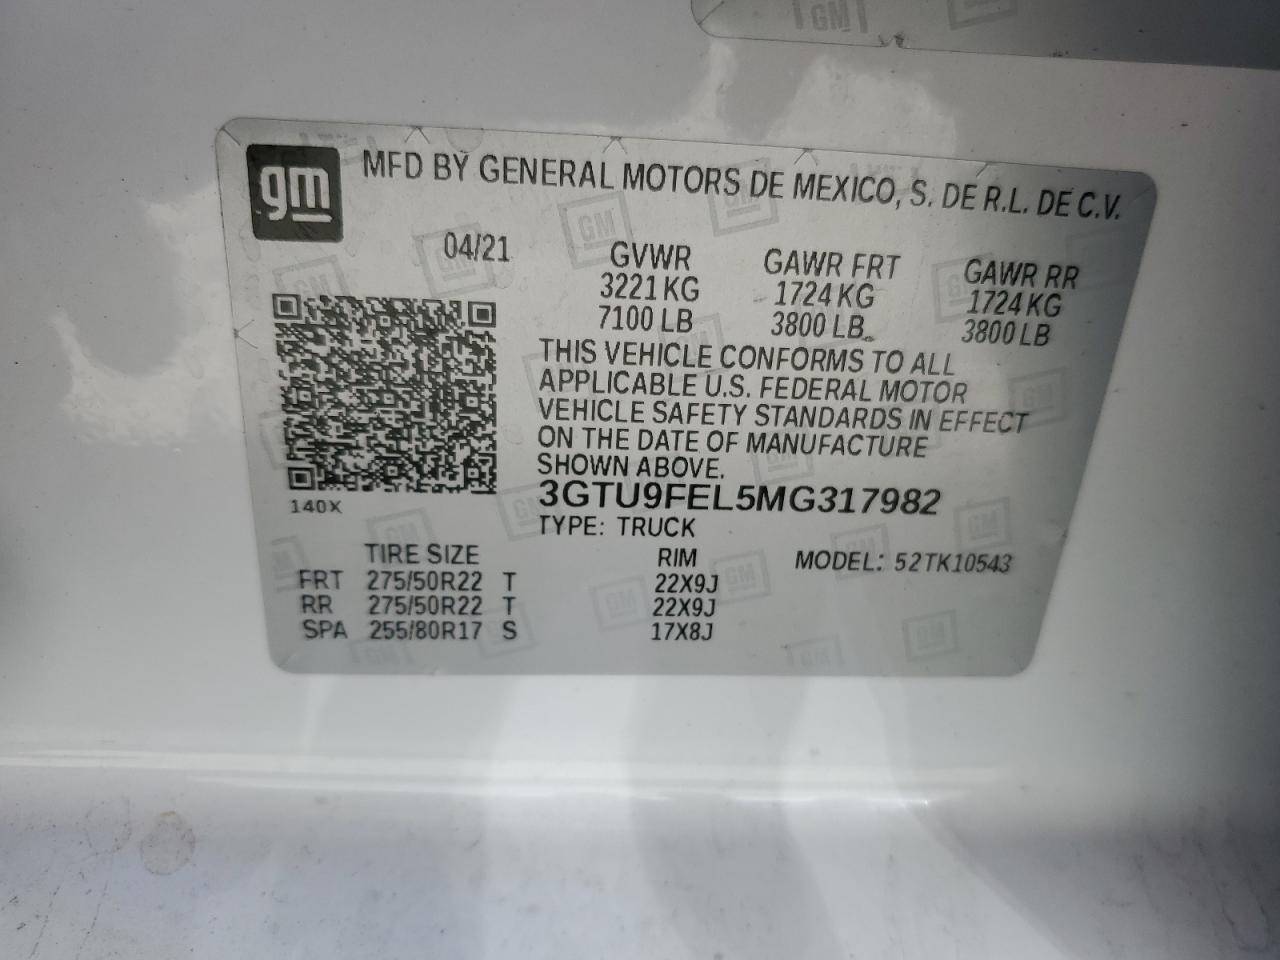 gm
MFD BY GENERAL MOTORS DE MEXICO, S. DE R.L. DE C.V.
04/21 GVWR GAWR FRT GAWR RR
3221 KG 1724 KG 1724 KG
7100 LB 3800 LB 3800 LB
THIS VEHICLE CONFORMS TO ALL
APPLICABLE U.S. FEDERAL MOTOR
VEHICLE SAFETY STANDARDS IN EFFECT
ON THE DATE OF MANUFACTURE
SHOWN ABOVE.
140X
3GTU9FEL5MG317982
TYPE: TRUCK
TIRE SIZE RIM MODEL: 52TK10543
FRT 275/50R22 T 22X9J
RR 275/50R22 T 22X9J
SPA 255/80R17 S 17X8J